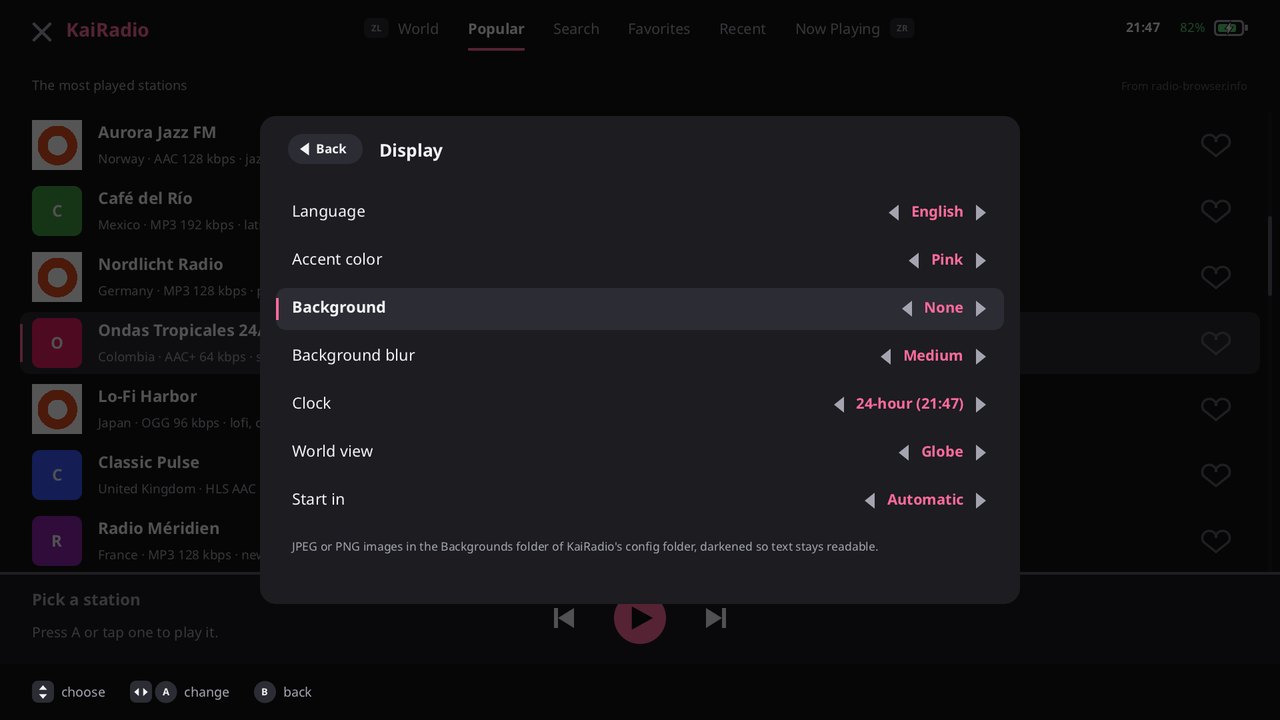 KaiRadio
ZL World Popular Search Favorites Recent Now Playing ZR
21:47 82%
The most played stations
From radio-browser.info
Aurora Jazz FM
Norway · AAC 128 kbps · jaz
C
Café del Río
Mexico · MP3 192 kbps · lat
Nordlicht Radio
Germany · MP3 128 kbps ·
O
Ondas Tropicales 24/
Colombia · AAC+ 64 kbps · s
Lo-Fi Harbor
Japan · OGG 96 kbps · lofi,
C
Classic Pulse
United Kingdom · HLS AAC
R
Radio Méridien
France · MP3 128 kbps · nev
Back
Display
Language English
Accent color Pink
Background None
Background blur Medium
Clock 24-hour (21:47)
World view Globe
Start in Automatic
JPEG or PNG images in the Backgrounds folder of KaiRadio's config folder, darkened so text stays readable.
Pick a station
Press A or tap one to play it.
choose A change B back